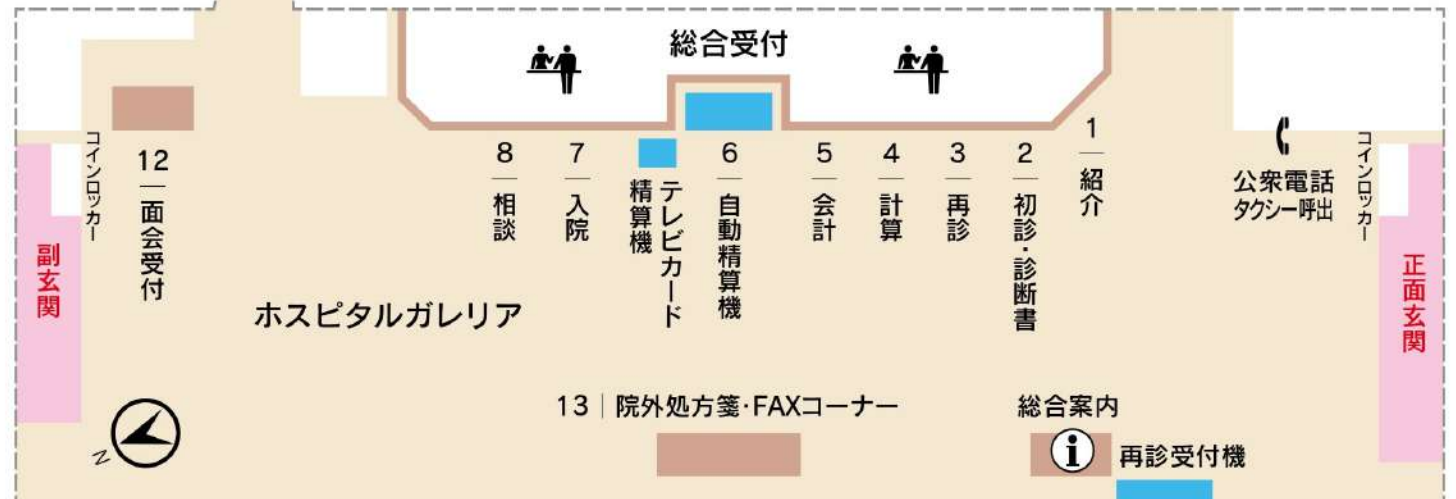 総合受付
コインロッカー
12|面会受付
副玄関
8|相談
7|入院
テレビカード
精算機
6|自動精算機
5|会計
4|計算
3|再診
2|初診・診断書
1|紹介
公衆電話
タクシー呼出
コインロッカー
正面玄関
ホスピタルガレリア
13|院外処方箋・FAXコーナー
総合案内
i
再診受付機
N